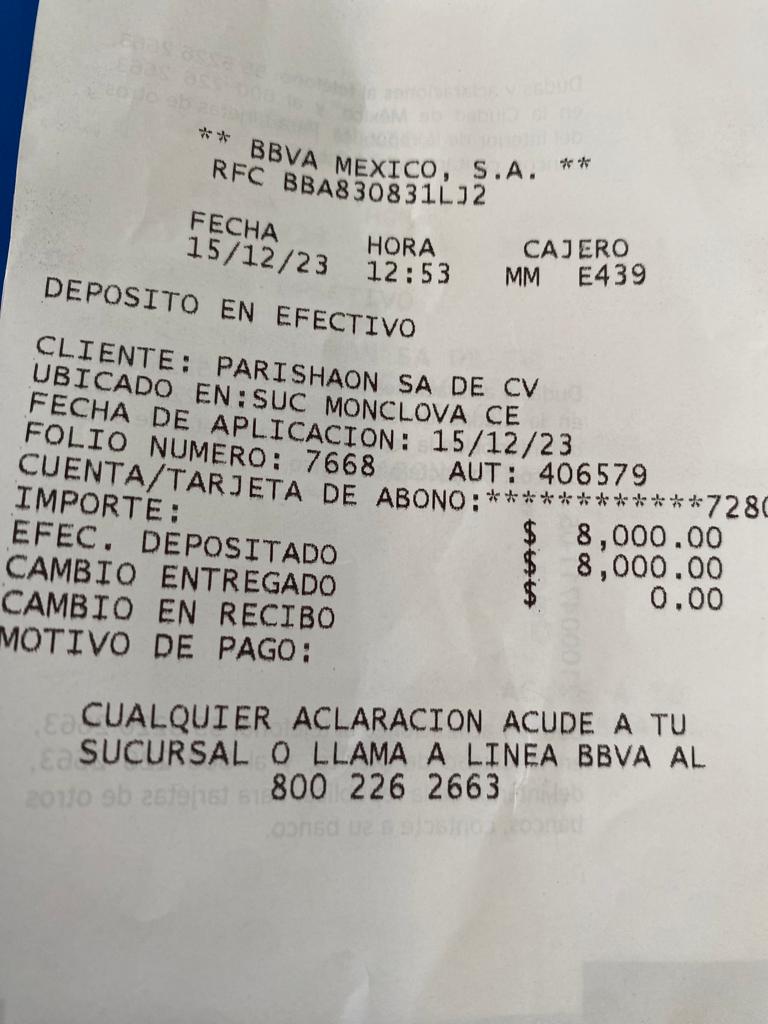 ** BBVA MEXICO, S.A. **
RFC BBA830831LJ2
FECHA HORA CAJERO
15/12/23 12:53 MM E439
DEPOSITO EN EFECTIVO
CLIENTE: PARISHAON SA DE CV
UBICADO EN:SUC MONCLOVA CE
FECHA DE APLICACION: 15/12/23
FOLIO NUMERO: 7668 AUT: 406579
CUENTA/TARJETA DE ABONO:************7280
IMPORTE: $ 8,000.00
EFEC. DEPOSITADO $ 8,000.00
CAMBIO ENTREGADO $ 0.00
CAMBIO EN RECIBO
MOTIVO DE PAGO:
CUALQUIER ACLARACION ACUDE A TU
SUCURSAL O LLAMA A LINEA BBVA AL
800 226 2663